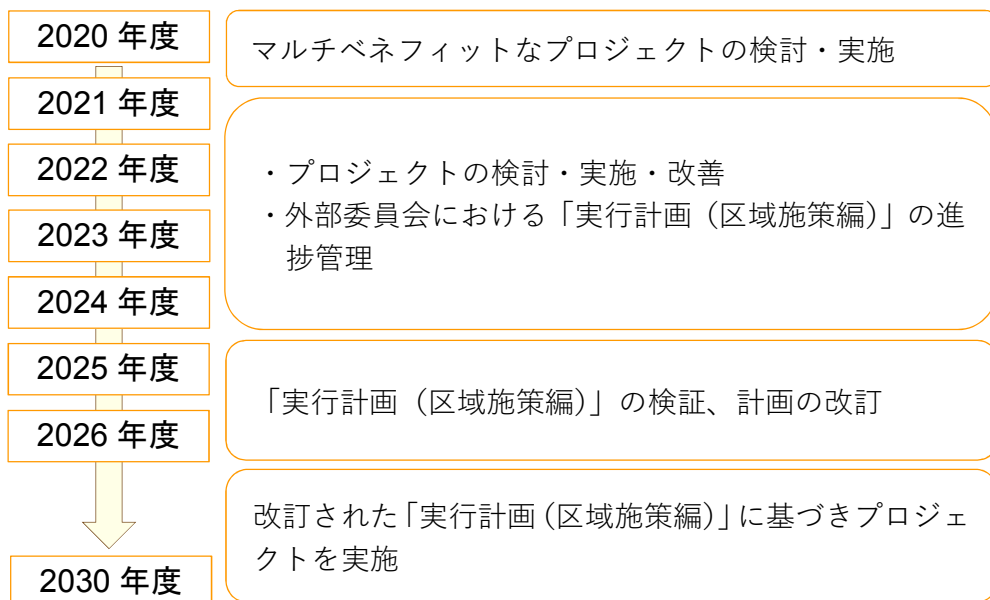 2020 年度
マルチベネフィットなプロジェクトの検討・実施
2021 年度
2022 年度
2023 年度
2024 年度
・プロジェクトの検討・実施・改善
・外部委員会における「実行計画（区域施策編）」の進
捗管理
2025 年度
2026 年度
「実行計画（区域施策編）」の検証、計画の改訂
2030 年度
改訂された「実行計画（区域施策編）」に基づきプロジェ
クトを実施